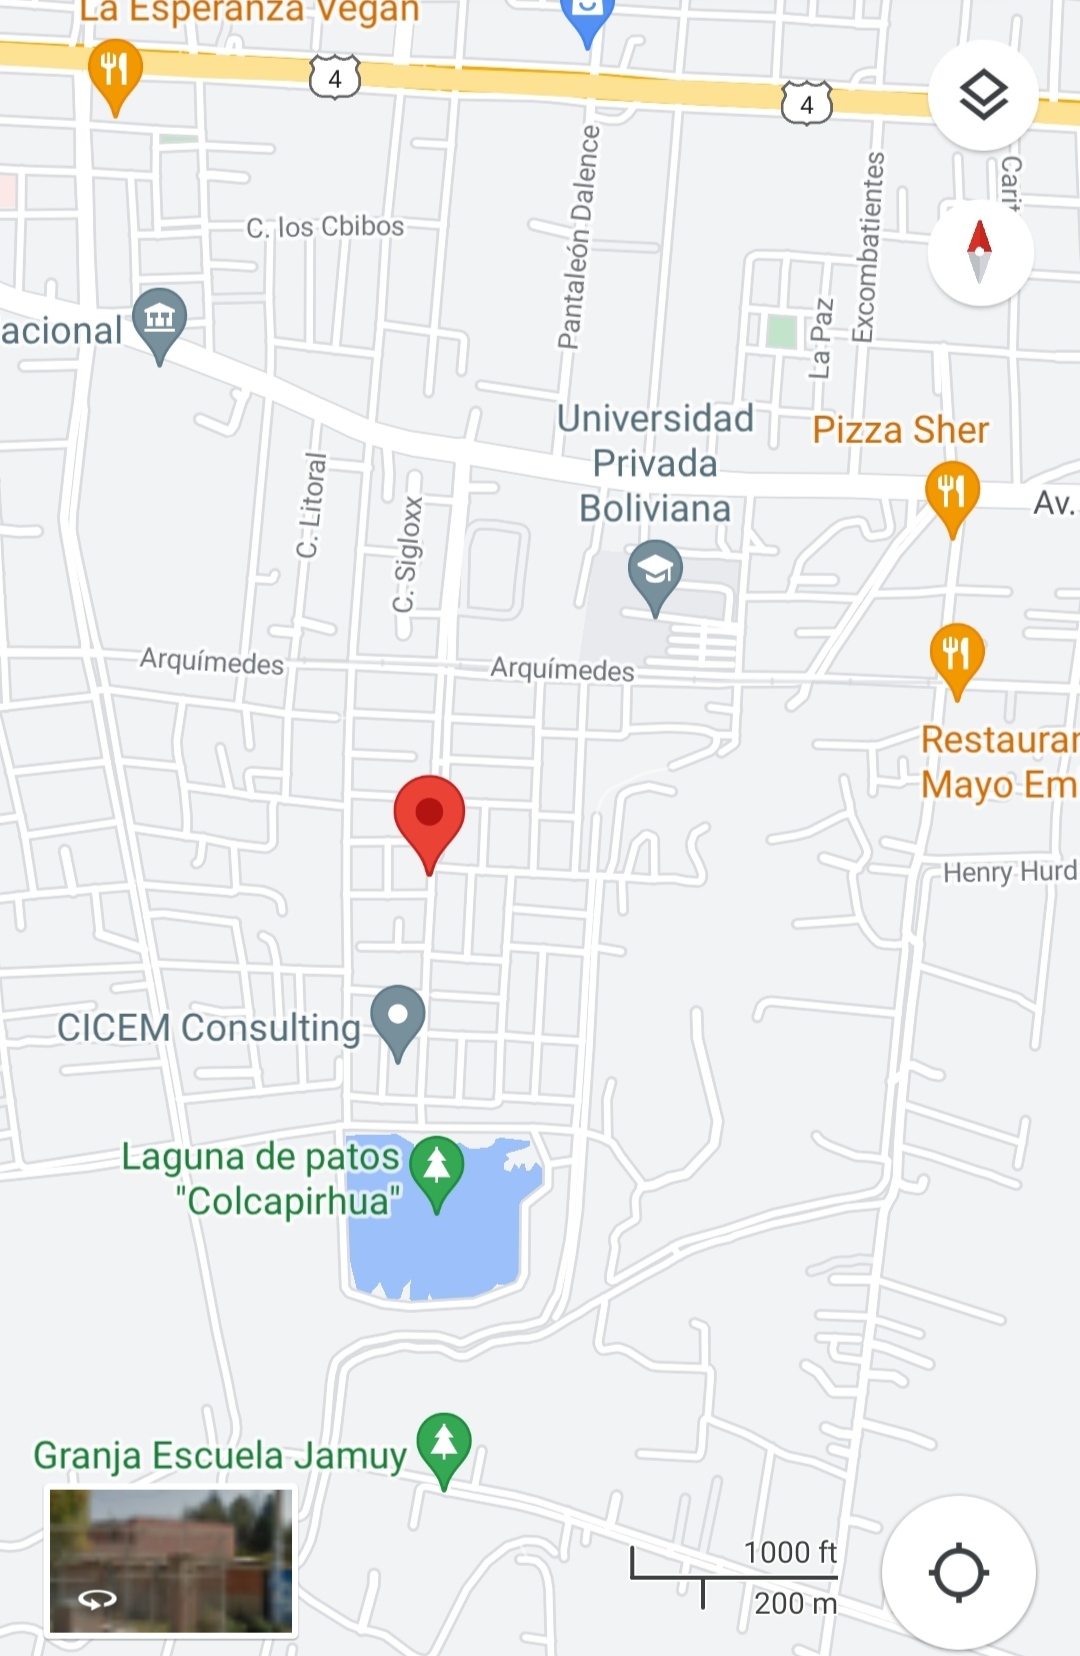 La Esperanza Vegan
4
4
Pantaleón Dalence
Carit
Excombatientes
C. los Cbibos
La Paz
acional
Universidad
Privada
Boliviana
Pizza Sher
Av.
C. Litoral
C. Sigloxx
Arquímedes
Arquímedes
Restaurar
Mayo Em
Henry Hurd
CICEM Consulting
Laguna de patos
"Colcapirhua"
Granja Escuela Jamuy
1000 ft
200 m